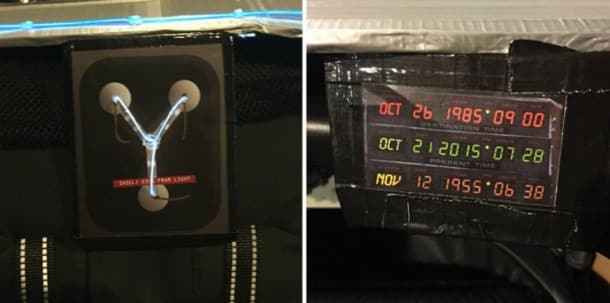 SHIELD EYES FROM LIGHT
OCT 26 1985 09 00
DESTINATION TIME
OCT 21 2015 07 28
PRESENT TIME
NOV 12 1955 06 38